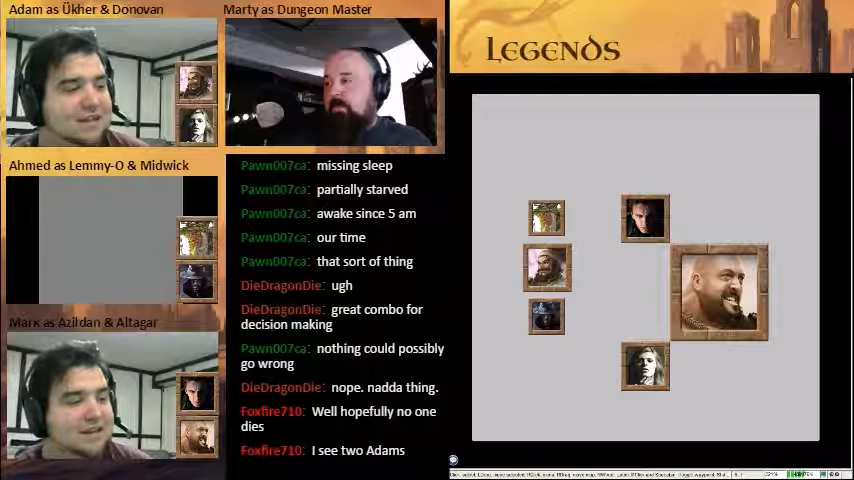 Adam as Ükher & Donovan
Marty as Dungeon Master
LEGENDS
Ahmed as Lemmy-O & Midwick
Mark as Azildan & Altagar
Pawn007ca: missing sleep
Pawn007ca: partially starved
Pawn007ca: awake since 5 am
Pawn007ca: our time
Pawn007ca: that sort of thing
DieDragonDie: ugh
DieDragonDie: great combo for
decision making
Pawn007ca: nothing could possibly
go wrong
DieDragonDie: nope. nadda thing.
Foxfire710: Well hopefully no one
dies
Foxfire710: I see two Adams